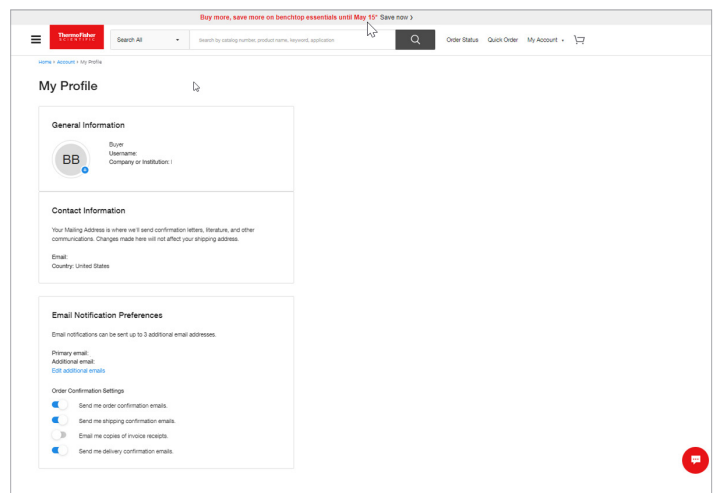 Buy more, save more on benchtop essentials until May 15* Save now >
ThermoFisher
SCIENTIFIC
Search All
Search by catalog number, product name, keyword, application
Order Status Quick Order My Account
Home > Account > My Profile
My Profile
General Information
BB
Buyer
Username:
Company or Institution:
Contact Information
Your Mailing Address is where we'll send confirmation letters, literature, and other
communications. Changes made here will not affect your shipping address.
Email:
Country: United States
Email Notification Preferences
Email notifications can be sent up to 3 additional email addresses.
Primary email:
Additional email:
Edit additional emails
Order Confirmation Settings
Send me order confirmation emails.
Send me shipping confirmation emails.
Email me copies of invoice receipts.
Send me delivery confirmation emails.